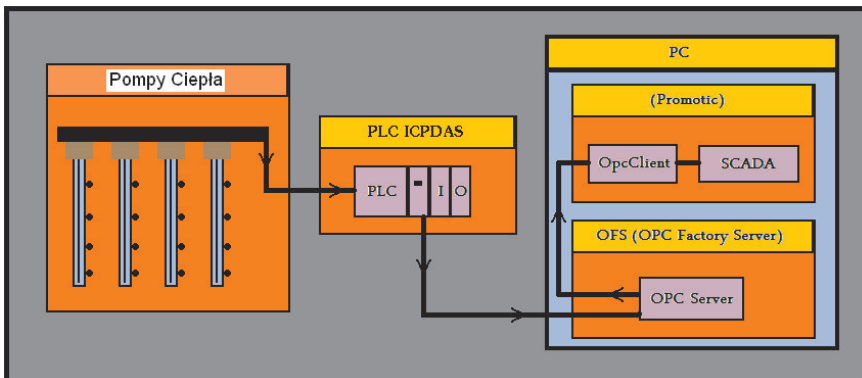 Pompy Ciepła
PLC ICPDAS
PLC
I
O
PC
(Promotic)
OpcClient
SCADA
OFS (OPC Factory Server)
OPC Server